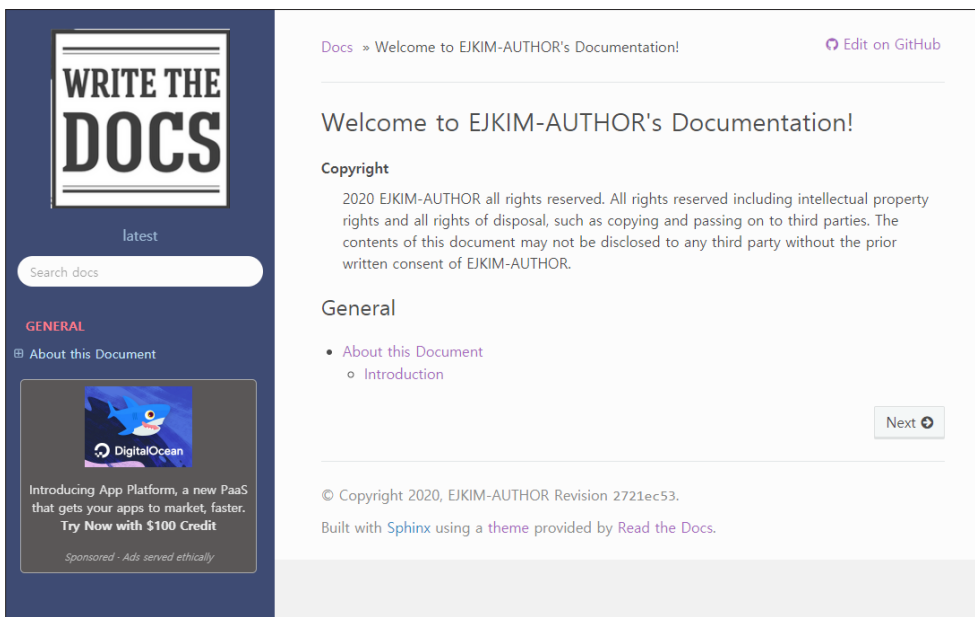 WRITE THE
DOCS
latest
Search docs
GENERAL
About this Document
DigitalOcean
Introducing App Platform, a new PaaS
that gets your apps to market, faster.
Try Now with $100 Credit
Sponsored · Ads served ethically
Docs » Welcome to EJKIM-AUTHOR's Documentation!
Edit on GitHub
Welcome to EJKIM-AUTHOR's Documentation!
Copyright
2020 EJKIM-AUTHOR all rights reserved. All rights reserved including intellectual property
rights and all rights of disposal, such as copying and passing on to third parties. The
contents of this document may not be disclosed to any third party without the prior
written consent of EJKIM-AUTHOR.
General
• About this Document
◦ Introduction
Next
© Copyright 2020, EJKIM-AUTHOR Revision 2721ec53.
Built with Sphinx using a theme provided by Read the Docs.